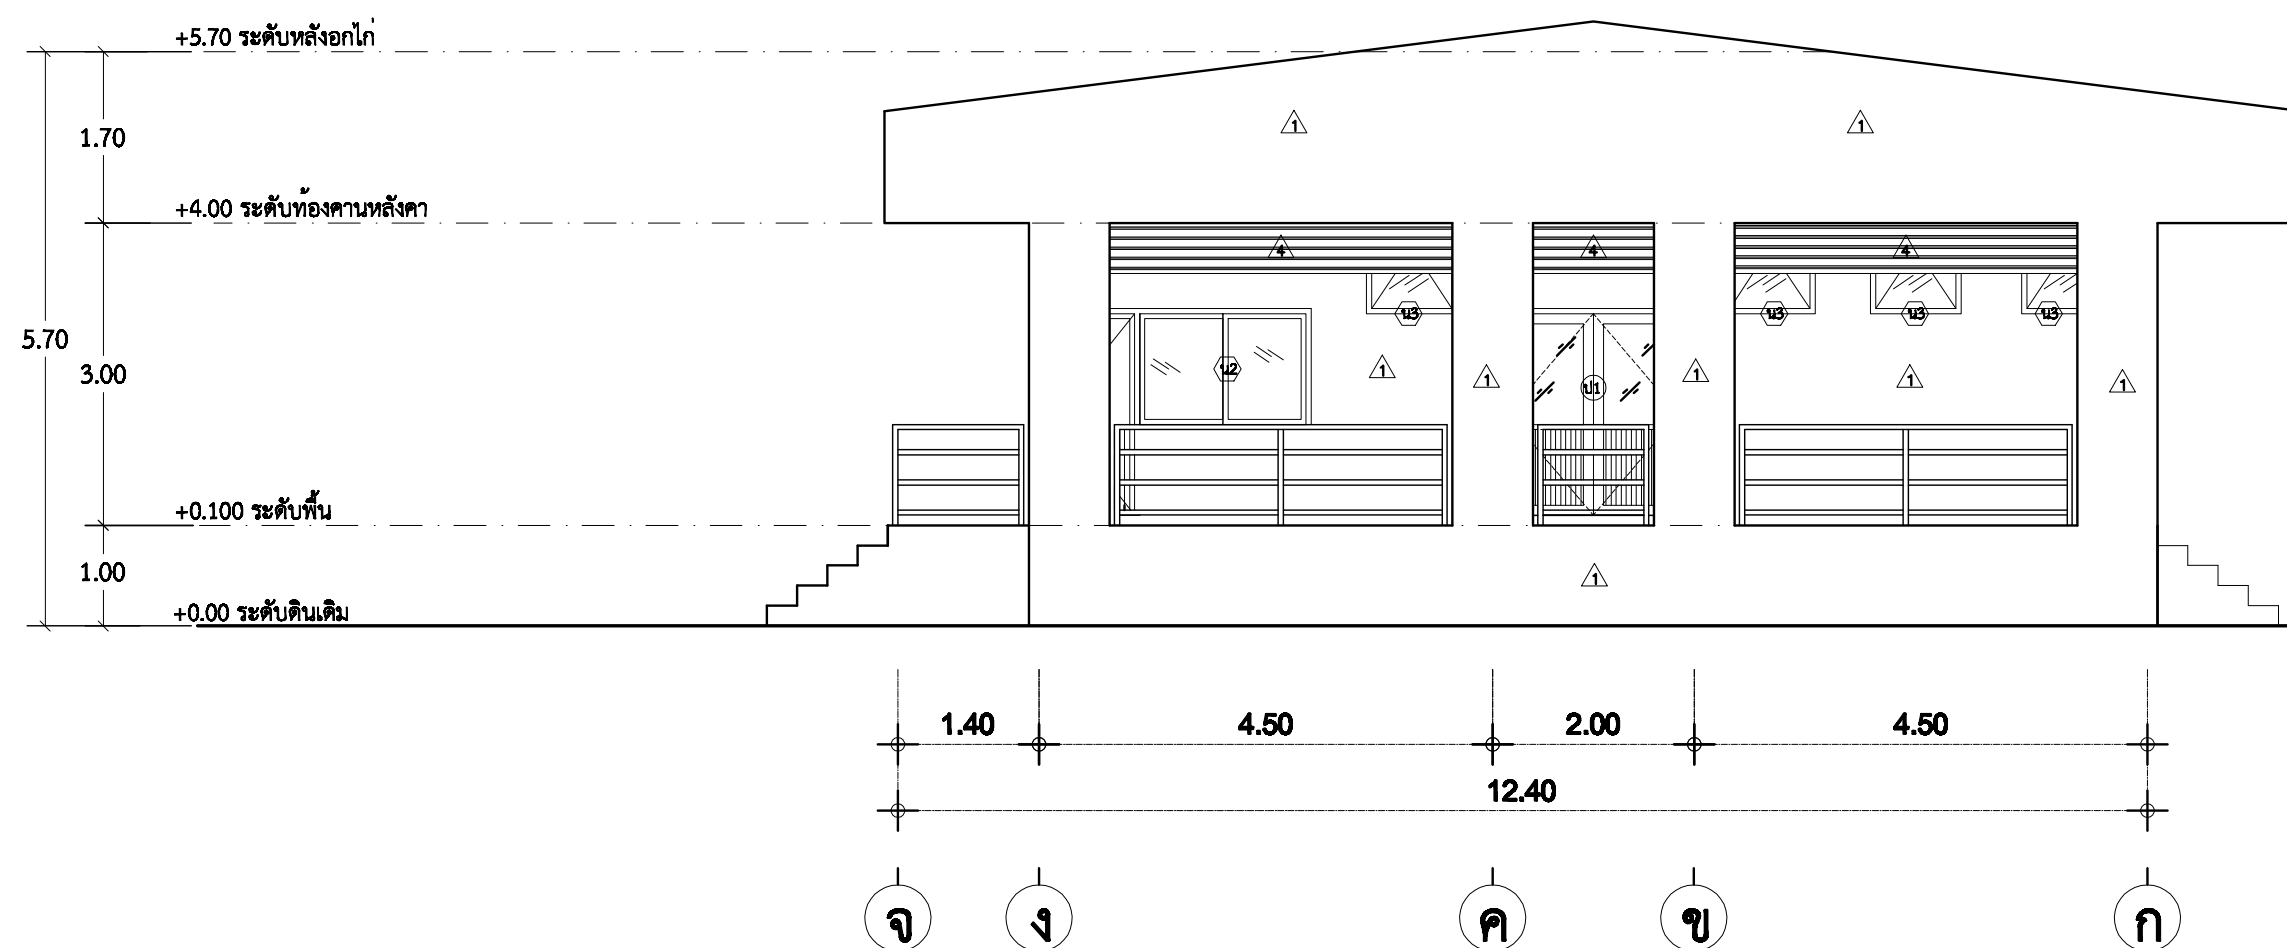 +5.70 ระดับหลังอกไก่
1.70
1
1
+4.00 ระดับท้องคานหลังคา
4
4
4
น3
น3
น3
น3
5.70
3.00
น2
1
1
ป1
1
1
1
+0.100 ระดับพื้น
1.00
1
+0.00 ระดับดินเดิม
1.40
4.50
2.00
4.50
12.40
จ
ง
ค
ข
ก